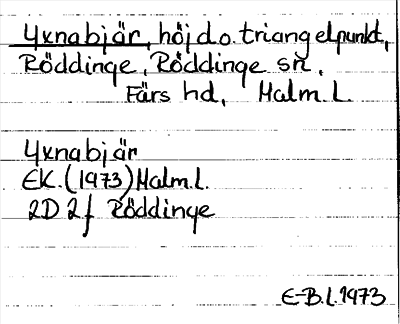 Yxnabjär, höjd o. triangelpunkt,
Röddinge, Röddinge sn,
Färs hd, Malm.l.
Yxnabjär
EK. (1973) Malm.l.
2D 2f Röddinge
E-B.L.1973